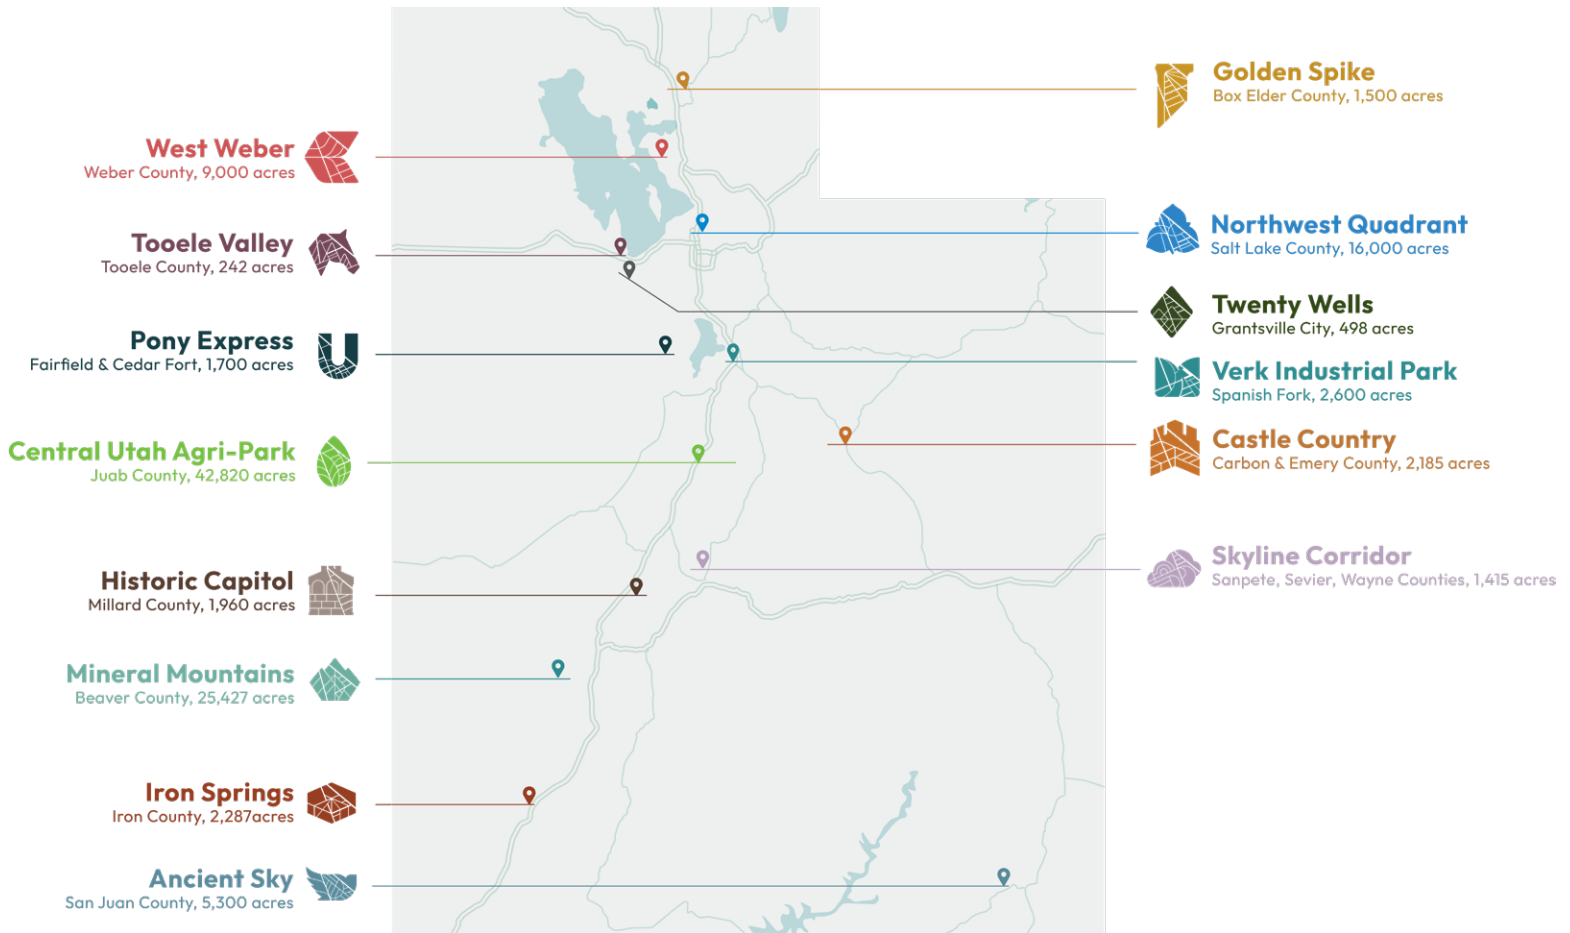 Golden Spike
Box Elder County, 1,500 acres
West Weber
Weber County, 9,000 acres
Northwest Quadrant
Salt Lake County, 16,000 acres
Tooele Valley
Tooele County, 242 acres
Twenty Wells
Grantsville City, 498 acres
Pony Express
Fairfield & Cedar Fort, 1,700 acres
Verk Industrial Park
Spanish Fork, 2,600 acres
Castle Country
Carbon & Emery County, 2,185 acres
Central Utah Agri-Park
Juab County, 42,820 acres
Skyline Corridor
Sanpete, Sevier, Wayne Counties, 1,415 acres
Historic Capitol
Millard County, 1,960 acres
Mineral Mountains
Beaver County, 25,427 acres
Iron Springs
Iron County, 2,287acres
Ancient Sky
San Juan County, 5,300 acres